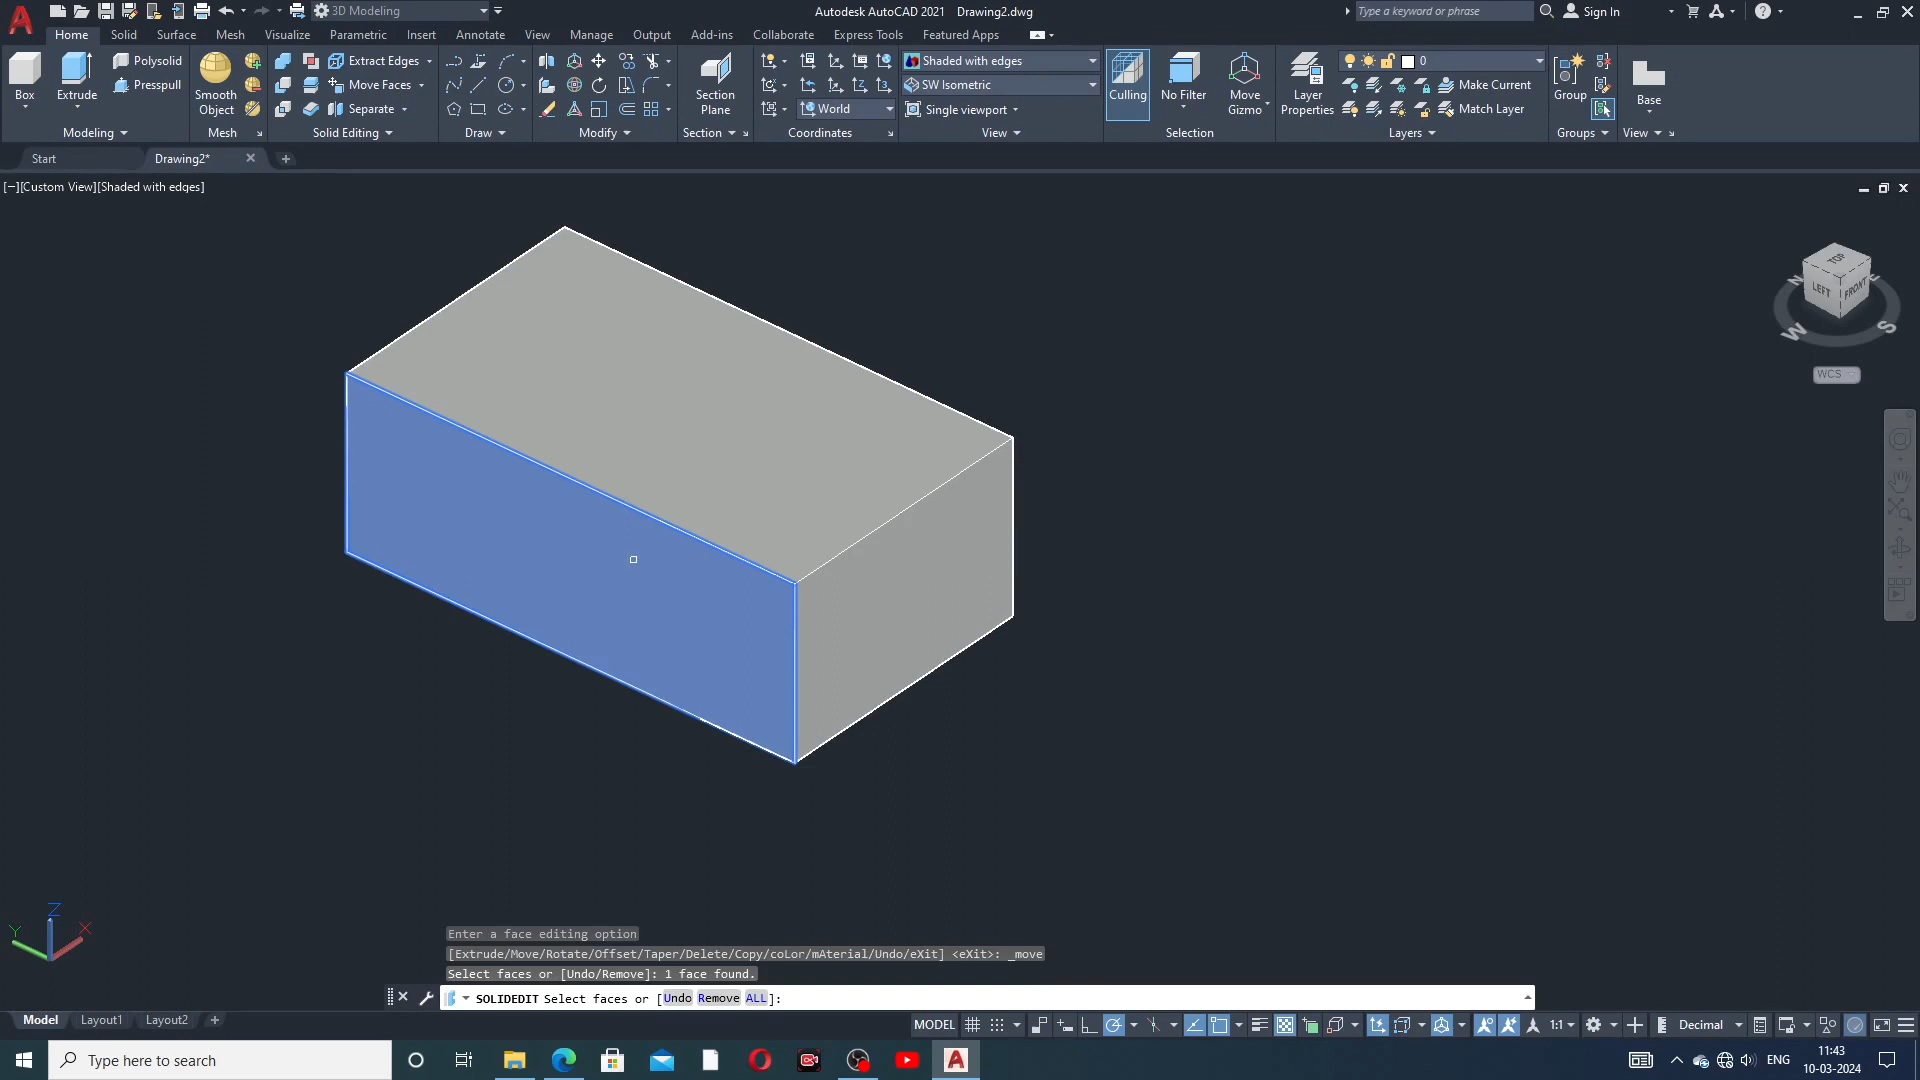 3D Modeling
Autodesk AutoCAD 2021 Drawing2.dwg
Type a keyword or phrase
Sign In
Home Solid Surface Mesh Visualize Parametric Insert Annotate View Manage Output Add-ins Collaborate Express Tools Featured Apps
Box
Extrude
Polysolid
Presspull
Modeling
Smooth
Object
Mesh
Extract Edges
Move Faces
Separate
Solid Editing
Draw
Modify
Section
Plane
Section
World
Coordinates
Shaded with edges
SW Isometric
Single viewport
View
Culling
No Filter
Move
Gizmo
Selection
Layer
Properties
0
Make Current
Match Layer
Layers
Group
Groups
Base
View
Start
Drawing2*
[−][Custom View][Shaded with edges]
TOP
LEFT
FRONT
N
E
W
S
WCS
Z
Y
X
Enter a face editing option
[Extrude/Move/Rotate/Offset/Taper/Delete/Copy/coLor/mAterial/Undo/eXit] <eXit>: _move
Select faces or [Undo/Remove]: 1 face found.
SOLIDEDIT Select faces or [Undo Remove ALL]:
Model
Layout1
Layout2
MODEL
1:1
Decimal
Type here to search
ENG
11:43
10-03-2024